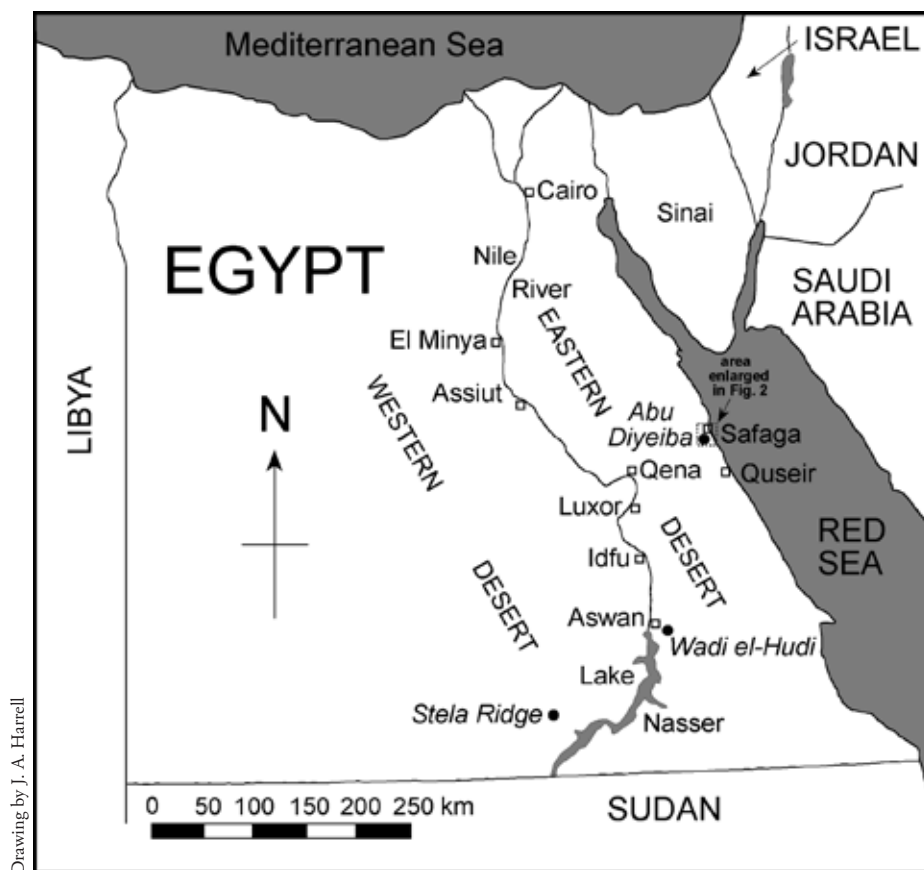 Mediterranean Sea
ISRAEL
JORDAN
Cairo
Sinai
EGYPT
Nile
River
SAUDI
ARABIA
El Minya
EASTERN
LIBYA
WESTERN
Assiut
N
area
enlarged
in Fig. 2
Abu
Diyeiba
Safaga
Qena
Quseir
Luxor
RED
SEA
Idfu
DESERT
DESERT
Aswan
Wadi el-Hudi
Lake
Nasser
Stela Ridge
0 50 100 150 200 250 km
SUDAN
Drawing by J. A. Harrell